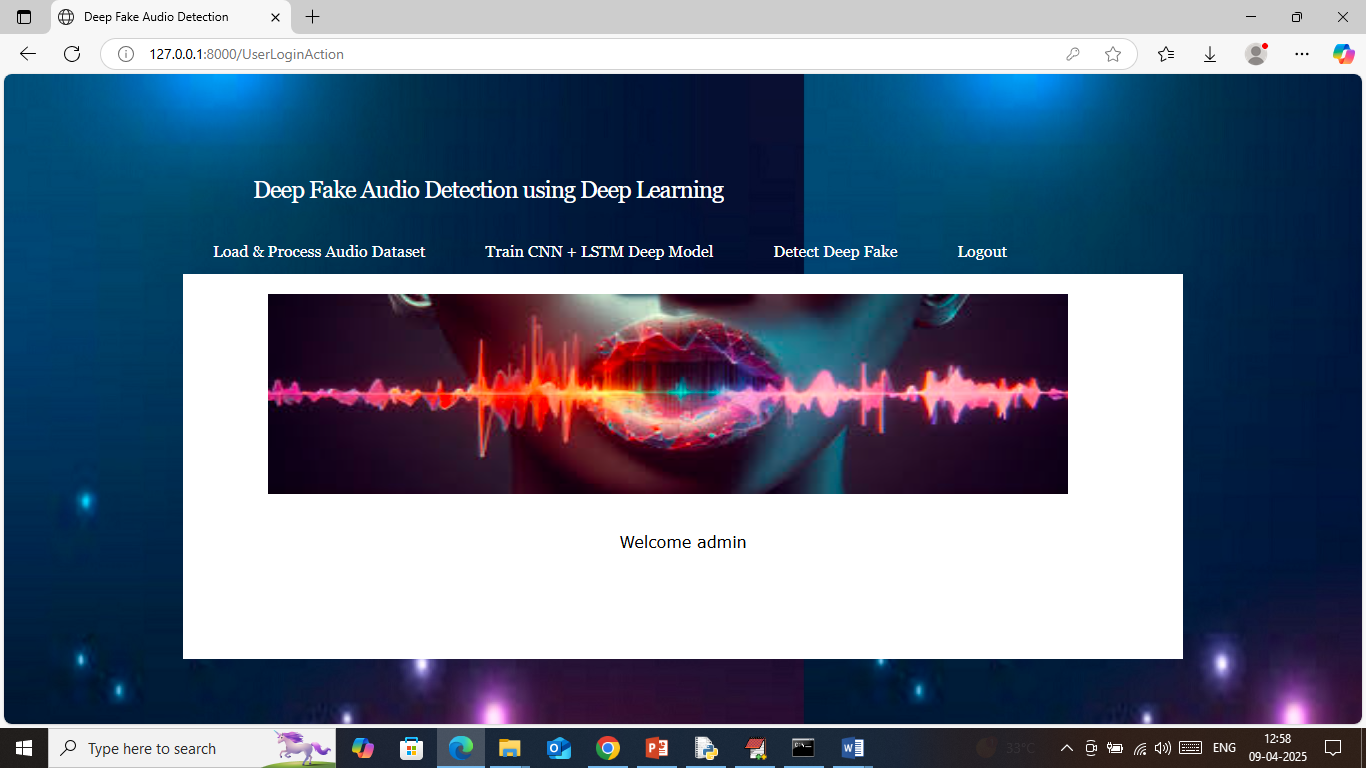 Deep Fake Audio Detection
127.0.0.1:8000/UserLoginAction
Deep Fake Audio Detection using Deep Learning
Load & Process Audio Dataset Train CNN + LSTM Deep Model Detect Deep Fake Logout
Welcome admin
Type here to search
33°C
ENG
12:58
09-04-2025